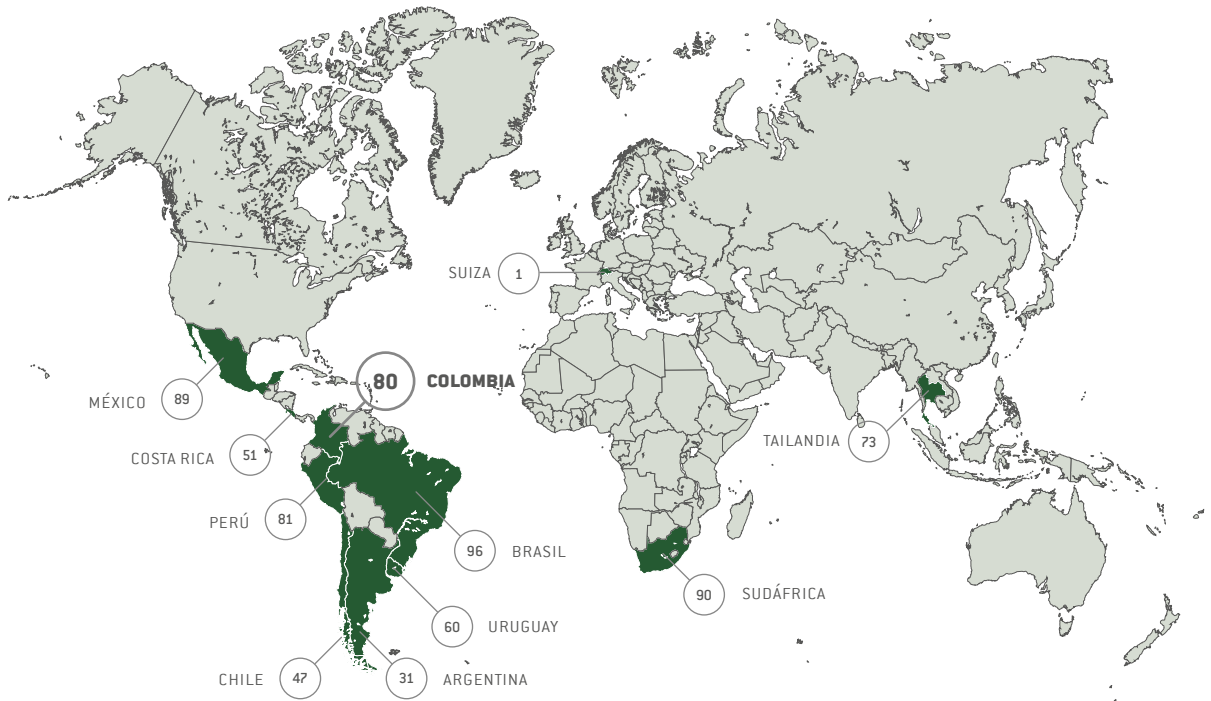 SUIZA 1
80 COLOMBIA
MÉXICO 89
TAILANDIA 73
COSTA RICA 51
PERÚ 81
96 BRASIL
90 SUDÁFRICA
60 URUGUAY
CHILE 47
31 ARGENTINA